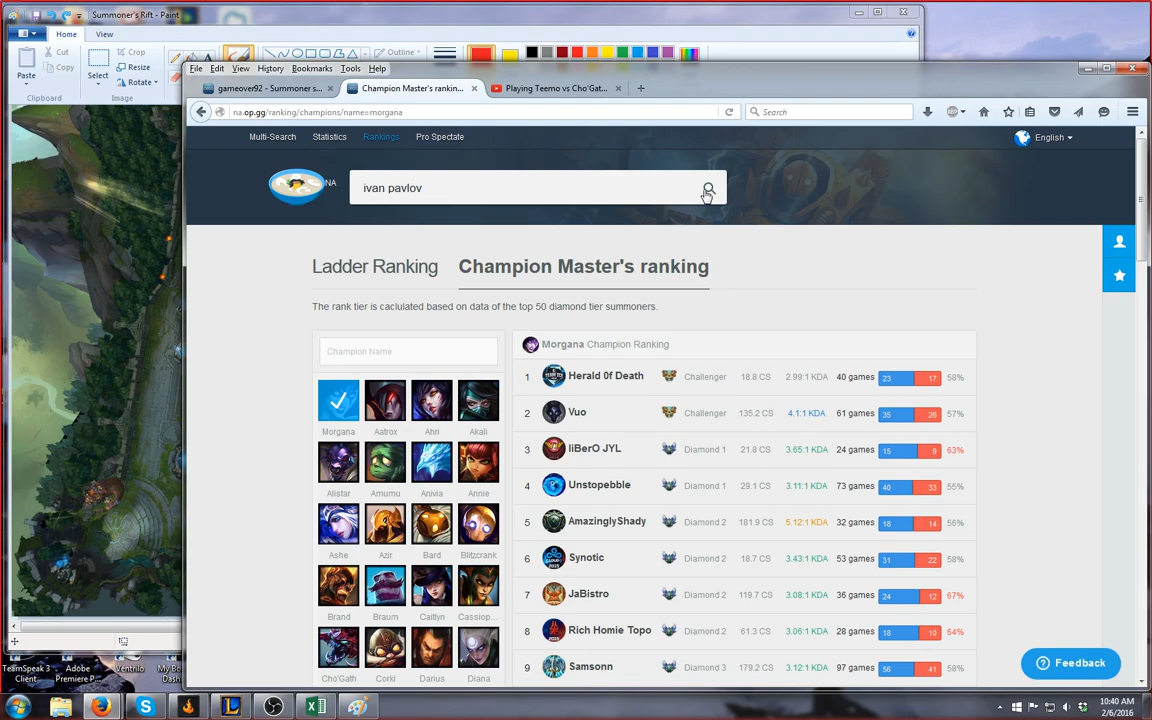 Summoner's Rift - Paint
Home View
Cut
Copy
Paste
Clipboard
Select
Crop
Resize
Rotate
Image
Outline
File Edit View History Bookmarks Tools Help
gameover92 - Summoner s...
Champion Master's rankin...
Playing Teemo vs Cho'Gat...
na.op.gg/ranking/champions/name=morgana
Search
Multi-Search Statistics Rankings Pro Spectate
English
NA
ivan pavlov
Ladder Ranking Champion Master's ranking
The rank tier is caclulated based on data of the top 50 diamond tier summoners.
Champion Name
Morgana Aatrox Ahri Akali
Alistar Amumu Anivia Annie
Ashe Azir Bard Blitzcrank
Brand Braum Caitlyn Cassiop...
Cho'Gath Corki Darius Diana
Morgana Champion Ranking
1 Herald 0f Death Challenger 18.8 CS 2.99:1 KDA 40 games 23 17 58%
2 Vuo Challenger 135.2 CS 4.1:1 KDA 61 games 35 26 57%
3 liBerO JYL Diamond 1 21.8 CS 3.65:1 KDA 24 games 15 9 63%
4 Unstopebble Diamond 1 29.1 CS 3.11:1 KDA 73 games 40 33 55%
5 AmazinglyShady Diamond 2 181.9 CS 5.12:1 KDA 32 games 18 14 56%
6 Synotic Diamond 2 18.7 CS 3.43:1 KDA 53 games 31 22 58%
7 JaBistro Diamond 2 119.7 CS 3.08:1 KDA 36 games 24 12 67%
8 Rich Homie Topo Diamond 2 61.3 CS 3.06:1 KDA 28 games 18 10 64%
9 Samsonn Diamond 3 179.2 CS 3.12:1 KDA 97 games 56 41 58%
Feedback
TeamSpeak 3 Client
Adobe Premiere P
Ventrilo
My Bo
Dash
10:40 AM
2/6/2016